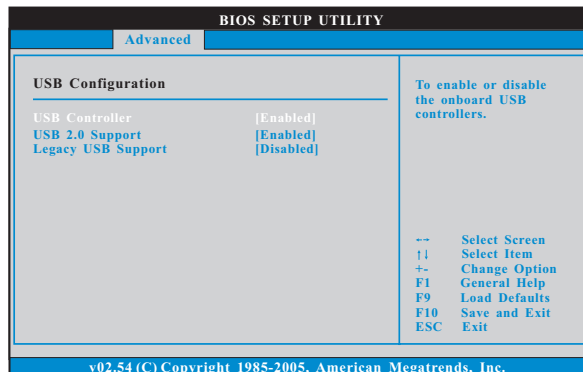 BIOS SETUP UTILITY
Advanced
USB Configuration
USB Controller [Enabled]
USB 2.0 Support [Enabled]
Legacy USB Support [Disabled]
To enable or disable
the onboard USB
controllers.
←→ Select Screen
↑↓ Select Item
+- Change Option
F1 General Help
F9 Load Defaults
F10 Save and Exit
ESC Exit
v02.54 (C) Copyright 1985-2005, American Megatrends, Inc.